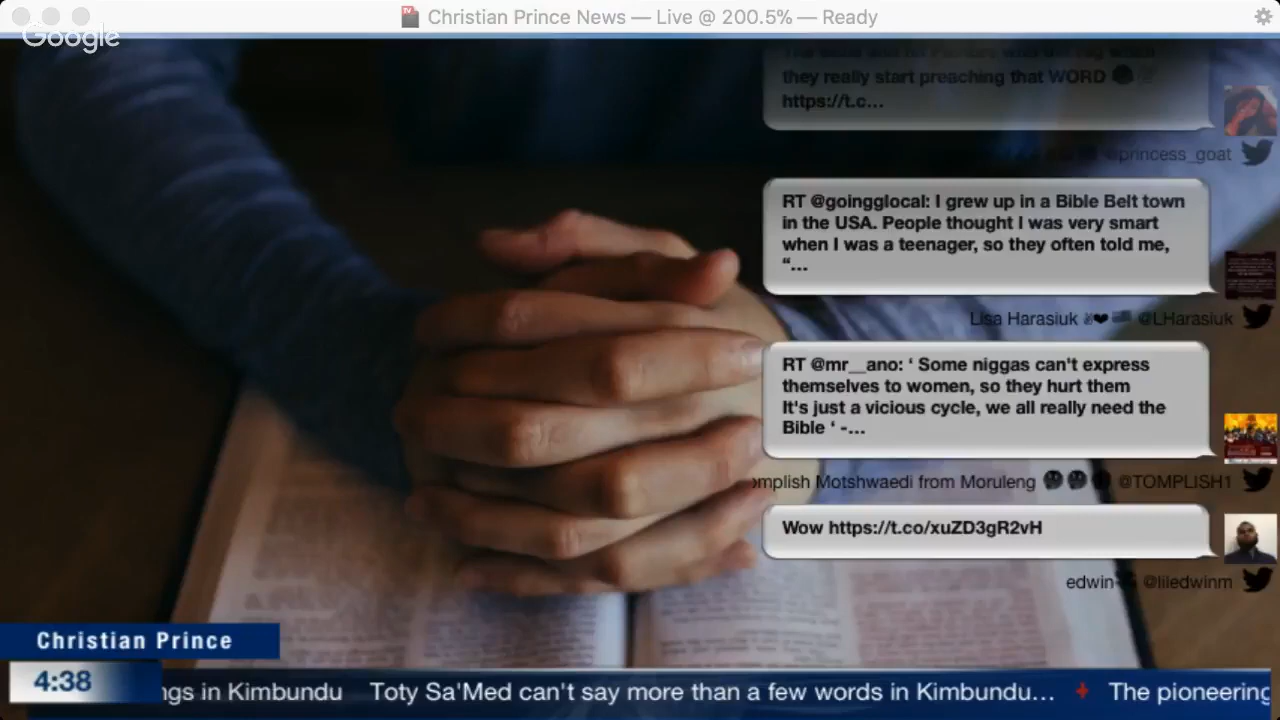 Christian Prince News — Live @ 200.5% — Ready
Google
they really start preaching that WORD
https://t.c...
@princess_goat
RT @goingglocal: I grew up in a Bible Belt town
in the USA. People thought I was very smart
when I was a teenager, so they often told me,
“...
Lisa Harasiuk ✌❤ @LHarasiuk
RT @mr__ano: ‘ Some niggas can't express
themselves to women, so they hurt them
It's just a vicious cycle, we all really need the
Bible ‘ -...
omplish Motshwaedi from Moruleng @TOMPLISH1
Wow https://t.co/xuZD3gR2vH
edwin @liledwinm
Christian Prince
4:38
ngs in Kimbundu Toty Sa'Med can't say more than a few words in Kimbundu... The pioneering